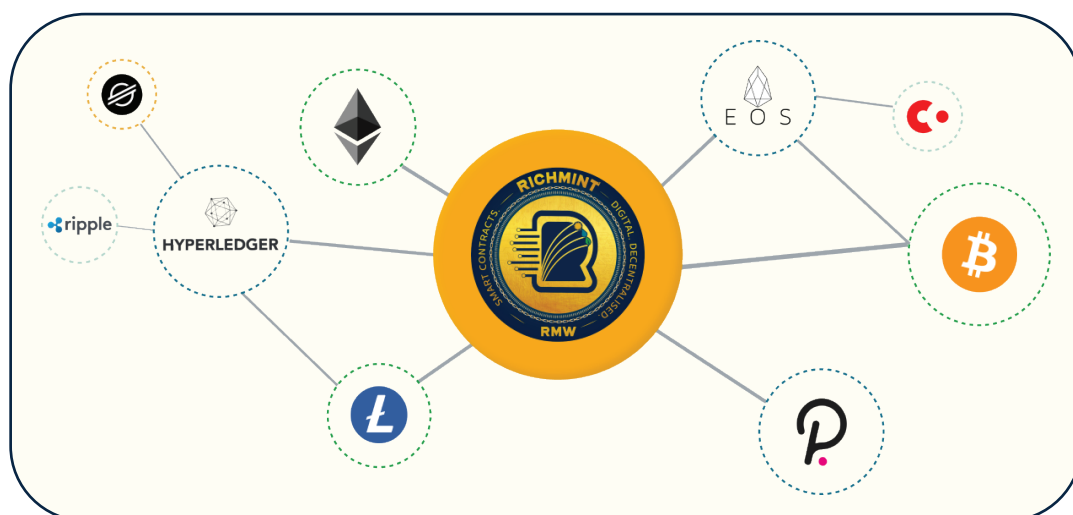 EOS
ripple
HYPERLEDGER
RICHMINT
SMART CONTRACTS.
DIGITAL. DECENTRALISED.
RMW